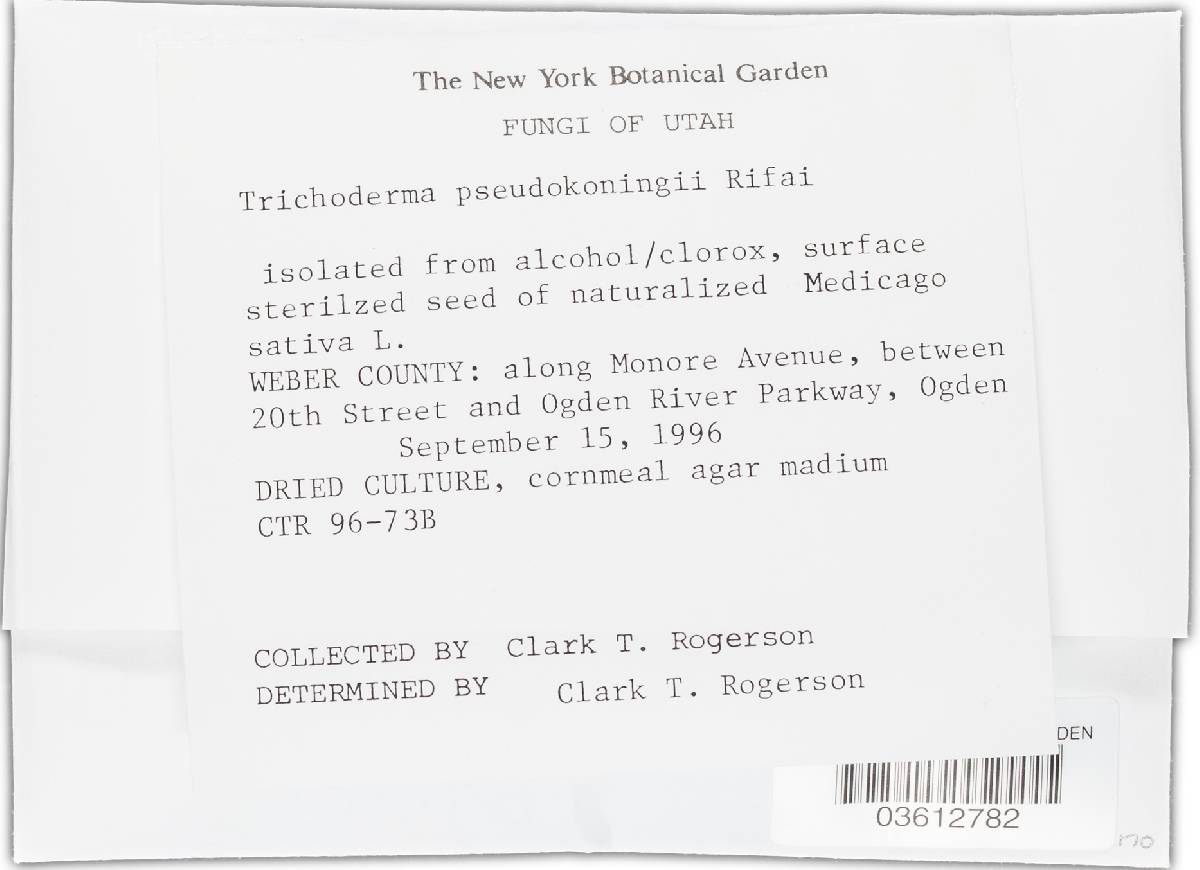 The New York Botanical Garden
FUNGI OF UTAH
Trichoderma pseudokoningii Rifai
isolated from alcohol/clorox, surface
sterilzed seed of naturalized Medicago
sativa L.
WEBER COUNTY: along Monore Avenue, between
20th Street and Ogden River Parkway, Ogden
September 15, 1996
DRIED CULTURE, cornmeal agar madium
CTR 96-73B
COLLECTED BY Clark T. Rogerson
DETERMINED BY Clark T. Rogerson
DEN
03612782